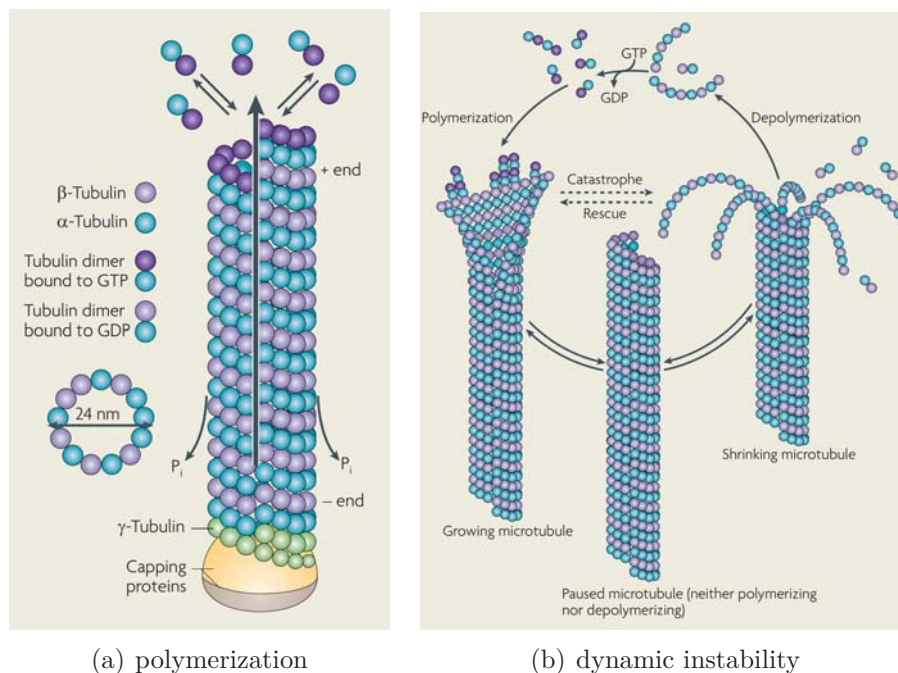 + end
β-Tubulin
α-Tubulin
Tubulin dimer
bound to GTP
Tubulin dimer
bound to GDP
24 nm
Pi
Pi
– end
γ-Tubulin
Capping
proteins
(a) polymerization
GTP
GDP
Polymerization
Depolymerization
Catastrophe
Rescue
Shrinking microtubule
Growing microtubule
Paused microtubule (neither polymerizing
nor depolymerizing)
(b) dynamic instability